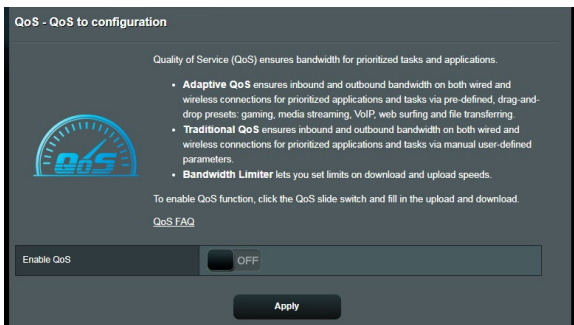 QoS - QoS to configuration
Quality of Service (QoS) ensures bandwidth for prioritized tasks and applications.
• Adaptive QoS ensures inbound and outbound bandwidth on both wired and
wireless connections for prioritized applications and tasks via pre-defined, drag-and-
drop presets: gaming, media streaming, VoIP, web surfing and file transferring.
• Traditional QoS ensures inbound and outbound bandwidth on both wired and
wireless connections for prioritized applications and tasks via manual user-defined
parameters.
• Bandwidth Limiter lets you set limits on download and upload speeds.
QoS
To enable QoS function, click the QoS slide switch and fill in the upload and download.
QoS FAQ
Enable QoS
OFF
Apply